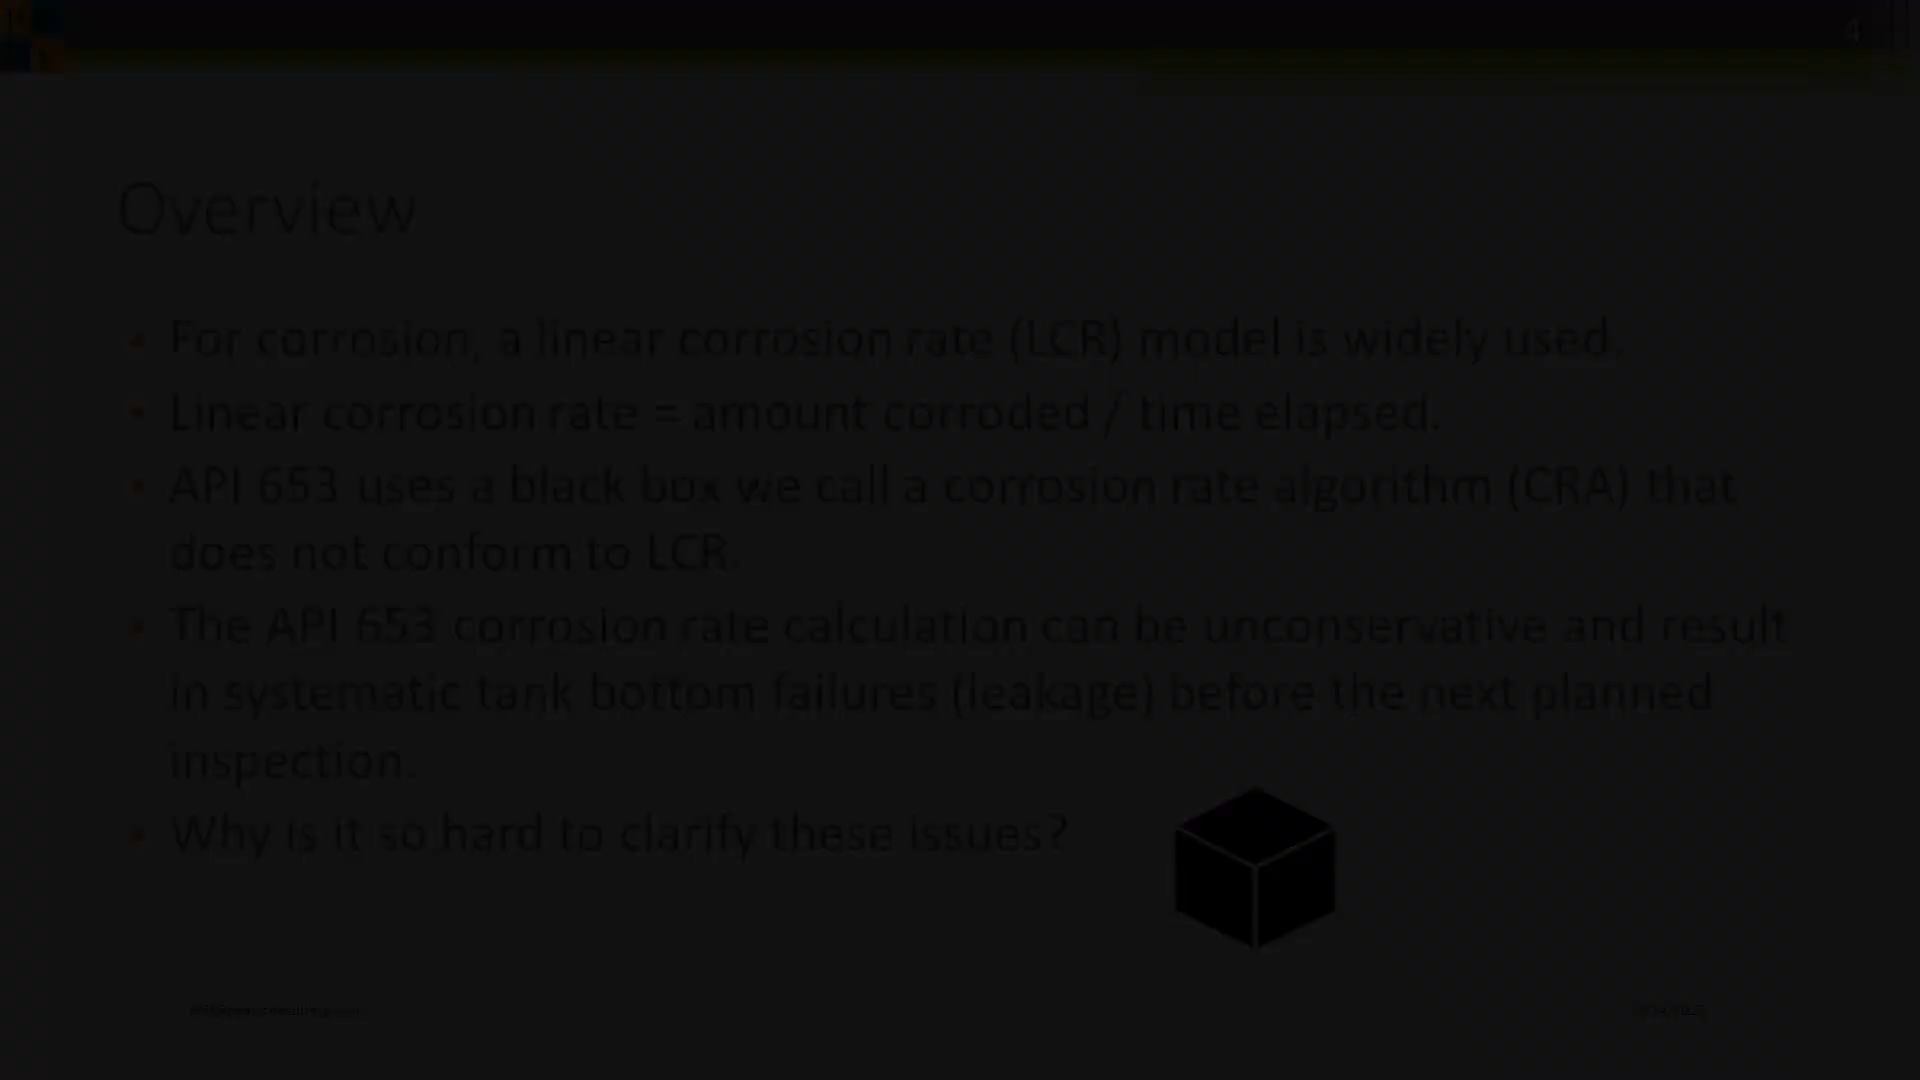 4
Overview
• For corrosion, a linear corrosion rate (LCR) model is widely used.
• Linear corrosion rate = amount corroded / time elapsed.
• API 653 uses a black box we call a corrosion rate algorithm (CRA) that
does not conform to LCR.
• The API 653 corrosion rate calculation can be unconservative and result
in systematic tank bottom failures (leakage) before the next planned
inspection.
• Why is it so hard to clarify these issues?